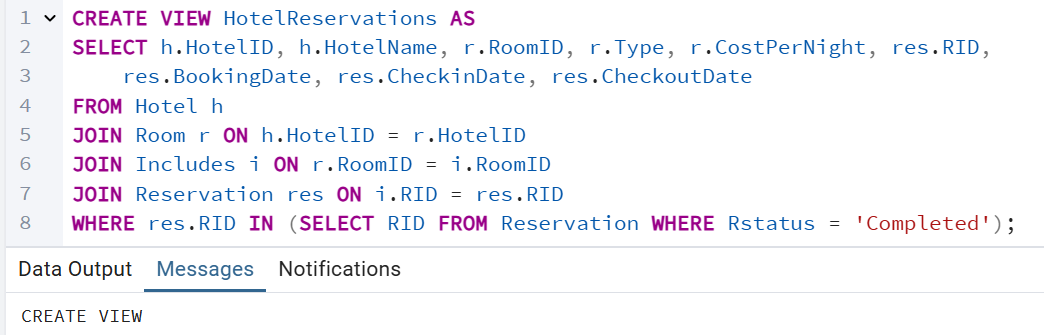 1 CREATE VIEW HotelReservations AS
2 SELECT h.HotelID, h.HotelName, r.RoomID, r.Type, r.CostPerNight, res.RID,
3 res.BookingDate, res.CheckinDate, res.CheckoutDate
4 FROM Hotel h
5 JOIN Room r ON h.HotelID = r.HotelID
6 JOIN Includes i ON r.RoomID = i.RoomID
7 JOIN Reservation res ON i.RID = res.RID
8 WHERE res.RID IN (SELECT RID FROM Reservation WHERE Rstatus = 'Completed');
Data Output Messages Notifications
CREATE VIEW